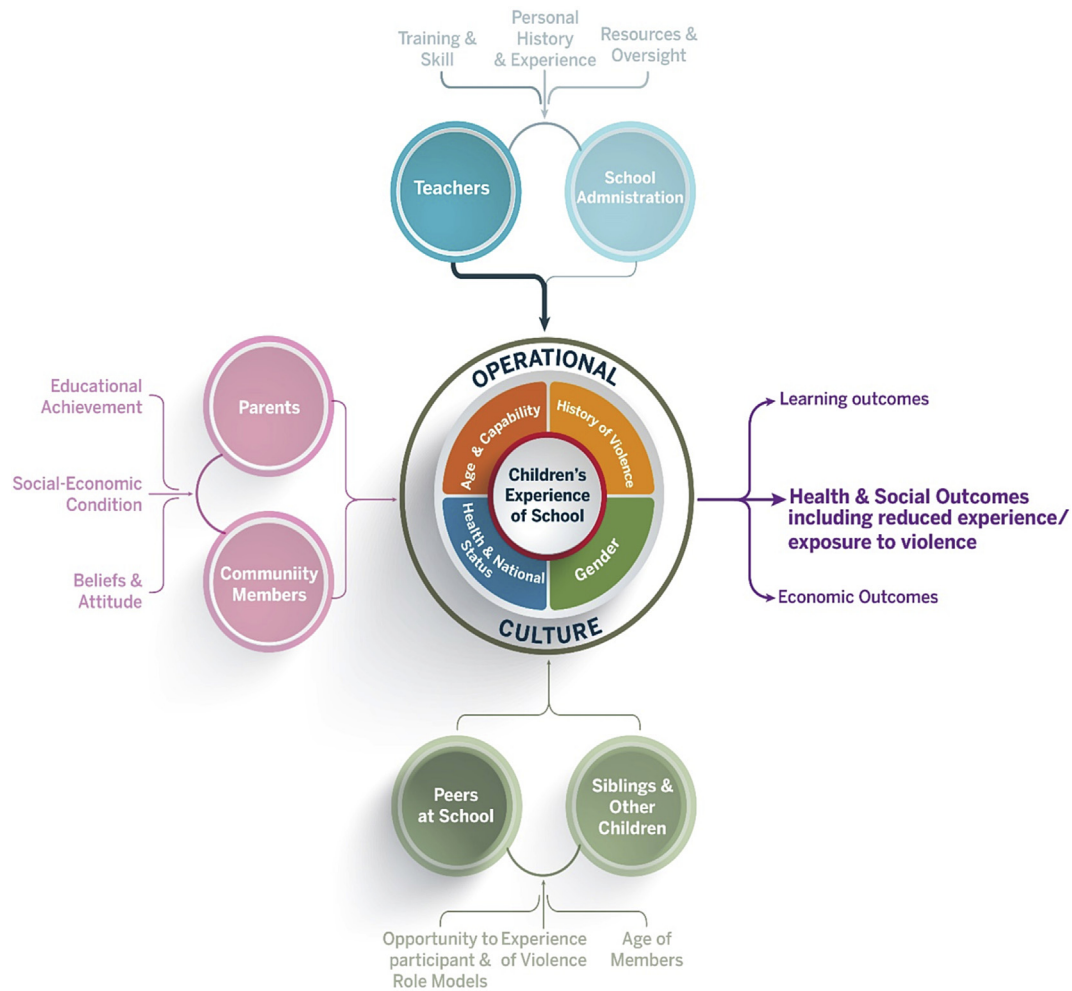 Training &
Skill
Personal
History
& Experience
Resources &
Oversight
Teachers
School
Admnistration
Educational
Achievement
Social-Economic
Condition
Beliefs &
Attitude
Parents
Communiity
Members
OPERATIONAL
Age & Capability
History of Violence
Children's
Experience
of School
Health & National
Status
Gender
CULTURE
Learning outcomes
Health & Social Outcomes
including reduced experience/
exposure to violence
Economic Outcomes
Peers
at School
Siblings &
Other
Children
Opportunity to
participant &
Role Models
Experience
of Violence
Age of
Members